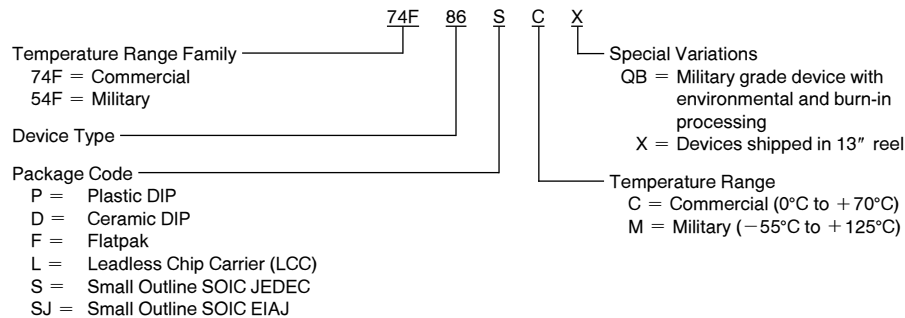 74F 86 S C X
Temperature Range Family
74F = Commercial
54F = Military
Device Type
Package Code
P = Plastic DIP
D = Ceramic DIP
F = Flatpak
L = Leadless Chip Carrier (LCC)
S = Small Outline SOIC JEDEC
SJ = Small Outline SOIC EIAJ
Special Variations
QB = Military grade device with
environmental and burn-in
processing
X = Devices shipped in 13″ reel
Temperature Range
C = Commercial (0°C to +70°C)
M = Military (−55°C to +125°C)